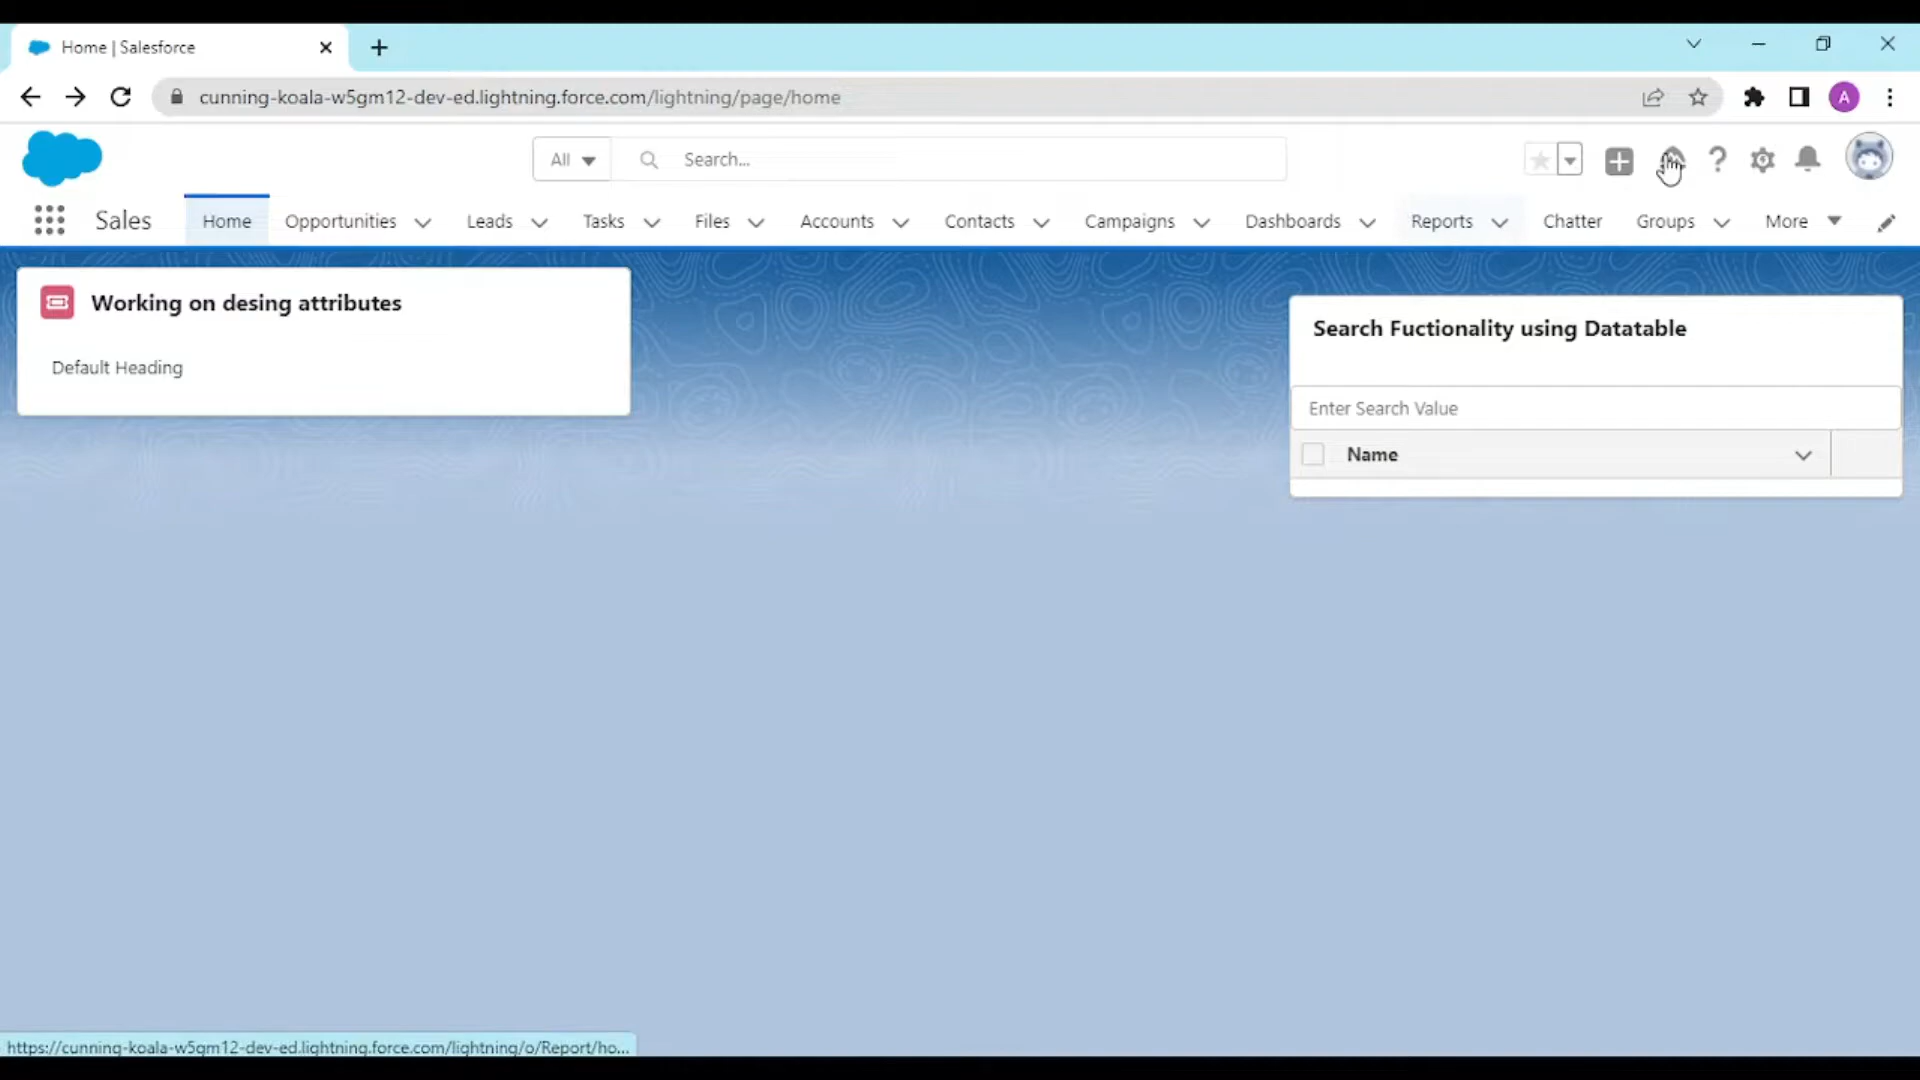 Home | Salesforce
cunning-koala-w5gm12-dev-ed.lightning.force.com/lightning/page/home
A
All
Search...
Sales
Home
Opportunities
Leads
Tasks
Files
Accounts
Contacts
Campaigns
Dashboards
Reports
Chatter
Groups
More
Working on desing attributes
Default Heading
Search Fuctionality using Datatable
Enter Search Value
Name
https://cunning-koala-w5gm12-dev-ed.lightning.force.com/lightning/o/Report/ho...